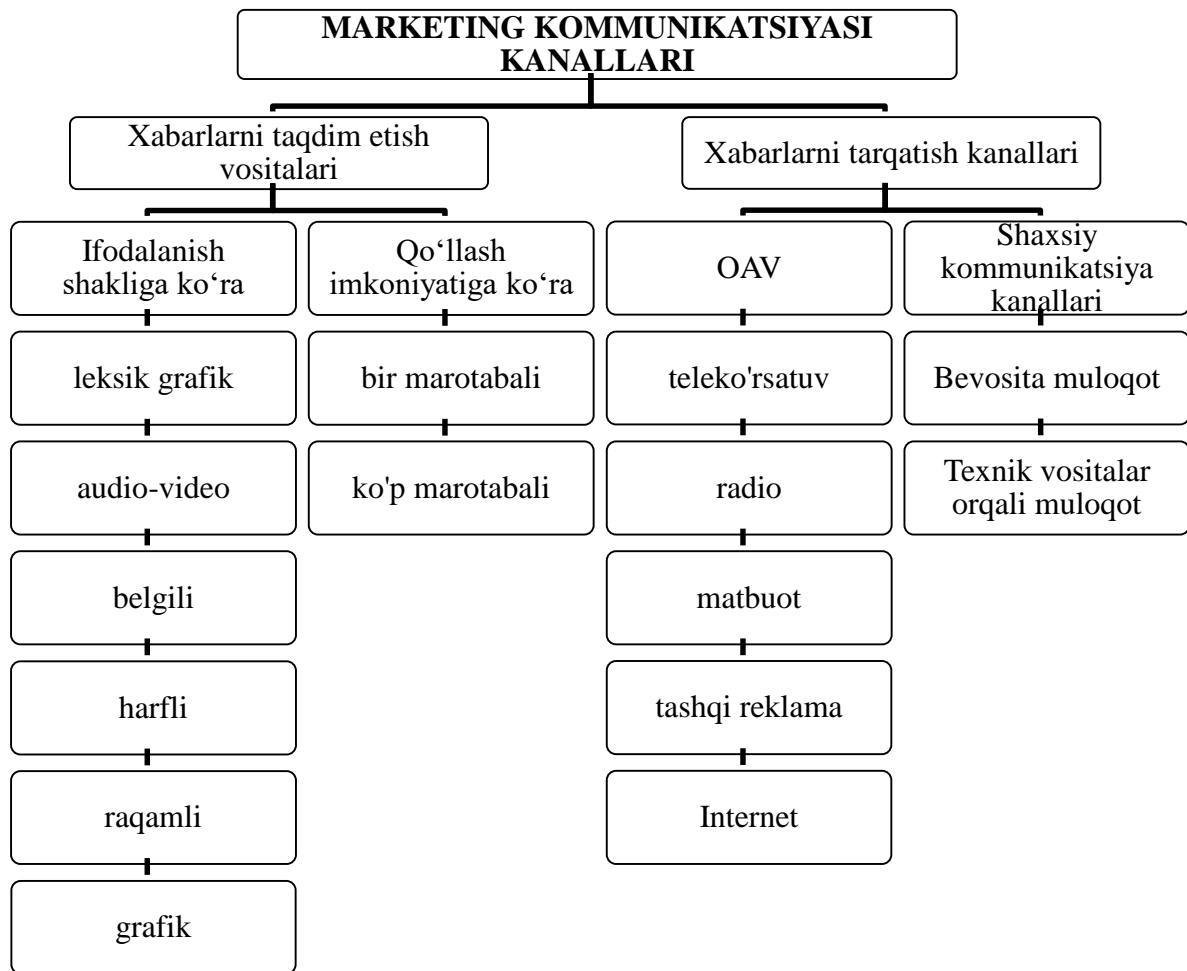 MARKETING KOMMUNIKATSIYASI
KANALLARI
Xabarlarni taqdim etish
vositalari
Xabarlarni tarqatish kanallari
Ifodalanish
shakliga ko‘ra
Qo‘llash
imkoniyatiga ko‘ra
OAV
Shaxsiy
kommunikatsiya
kanallari
leksik grafik
bir marotabali
teleko'rsatuv
Bevosita muloqot
audio-video
ko'p marotabali
radio
Texnik vositalar
orqali muloqot
belgili
matbuot
harfli
tashqi reklama
raqamli
Internet
grafik